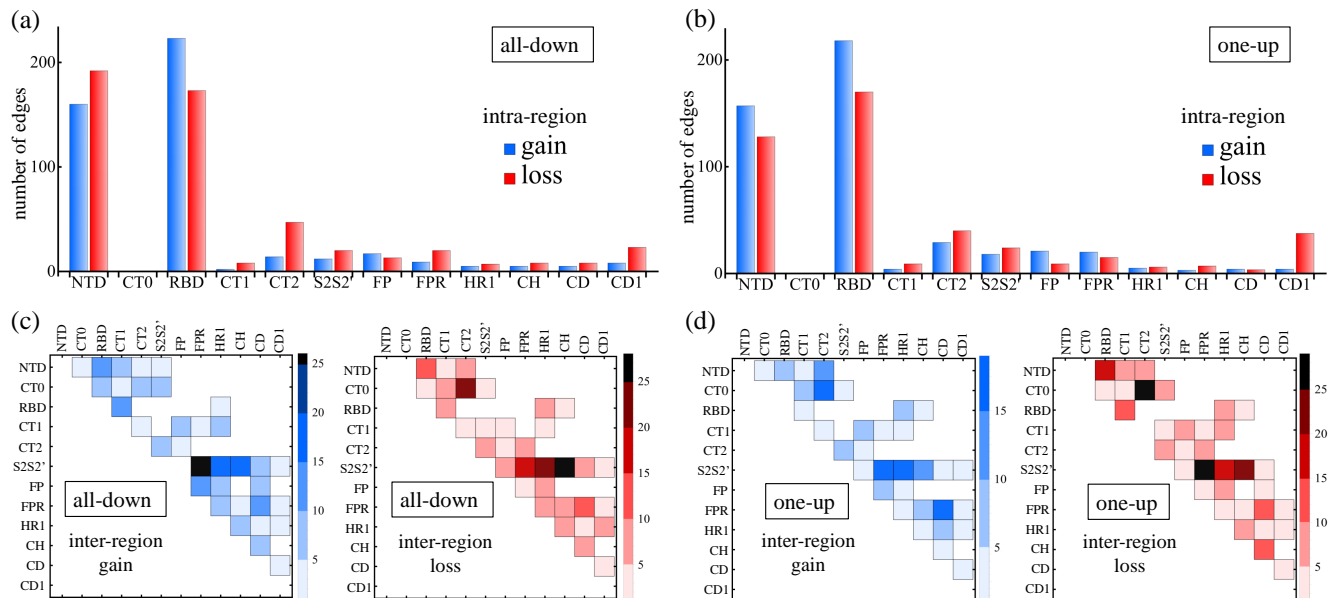 (a)
all-down
200
100
0
number of edges
intra-region
gain
loss
NTD CT0 RBD CT1 CT2 S2S2' FP FPR HR1 CH CD CD1
(b)
one-up
200
100
0
number of edges
intra-region
gain
loss
NTD CT0 RBD CT1 CT2 S2S2' FP FPR HR1 CH CD CD1
(c)
NTD CT0 RBD CT1 CT2 S2S2' FP FPR HR1 CH CD CD1
NTD
CT0
RBD
CT1
CT2
S2S2'
FP
FPR
HR1
CH
CD
CD1
all-down
inter-region
gain
25
20
15
10
5
NTD CT0 RBD CT1 CT2 S2S2' FP FPR HR1 CH CD CD1
NTD
CT0
RBD
CT1
CT2
S2S2'
FP
FPR
HR1
CH
CD
CD1
all-down
inter-region
loss
25
20
15
10
5
(d)
NTD CT0 RBD CT1 CT2 S2S2' FP FPR HR1 CH CD CD1
NTD
CT0
RBD
CT1
CT2
S2S2'
FP
FPR
HR1
CH
CD
CD1
one-up
inter-region
gain
15
10
5
NTD CT0 RBD CT1 CT2 S2S2' FP FPR HR1 CH CD CD1
NTD
CT0
RBD
CT1
CT2
S2S2'
FP
FPR
HR1
CH
CD
CD1
one-up
inter-region
loss
25
20
15
10
5